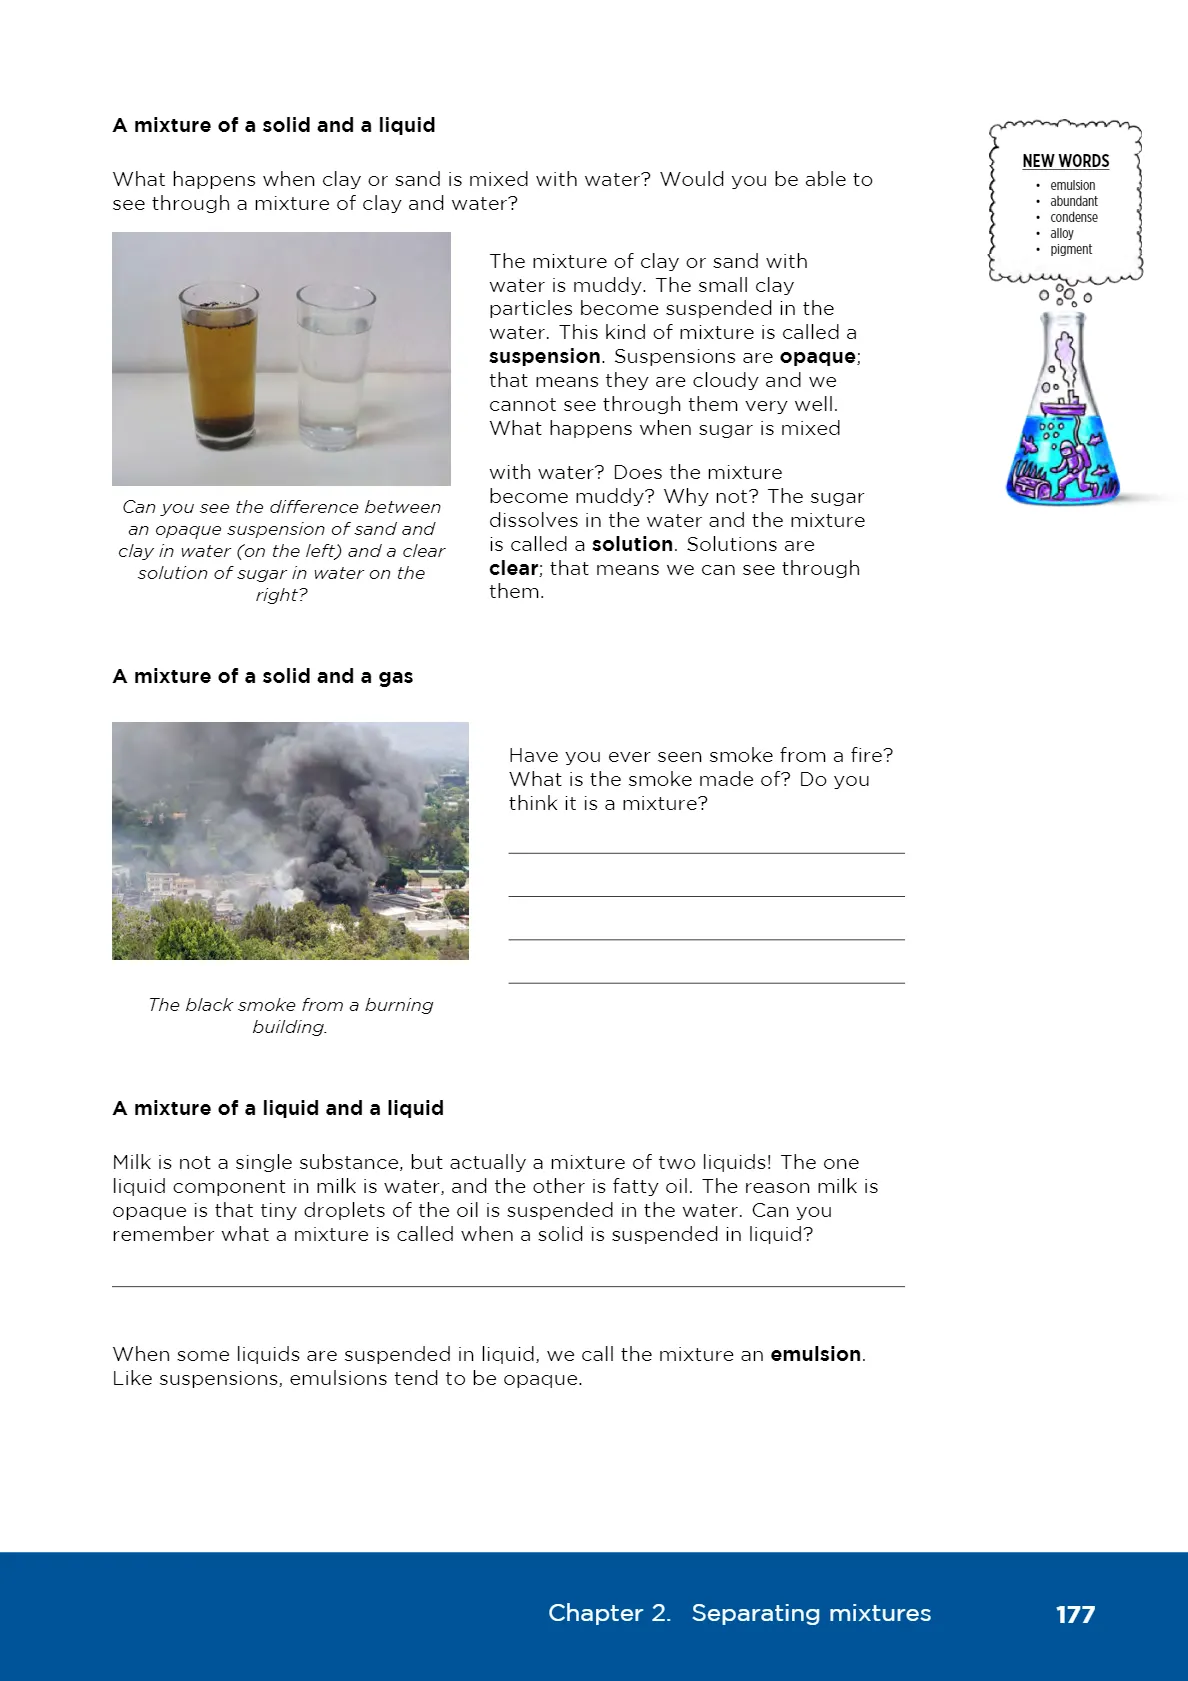 A mixture of a solid and a liquid
What happens when clay or sand is mixed with water? Would you be able to
see through a mixture of clay and water?
The mixture of clay or sand with
water is muddy. The small clay
particles become suspended in the
water. This kind of mixture is called a
suspension. Suspensions are opaque;
that means they are cloudy and we
cannot see through them very well.
What happens when sugar is mixed
with water? Does the mixture
become muddy? Why not? The sugar
dissolves in the water and the mixture
is called a solution. Solutions are
clear; that means we can see through
them.
Can you see the difference between
an opaque suspension of sand and
clay in water (on the left) and a clear
solution of sugar in water on the
right?
NEW WORDS
• emulsion
• abundant
• condense
• alloy
• pigment
A mixture of a solid and a gas
Have you ever seen smoke from a fire?
What is the smoke made of? Do you
think it is a mixture?
The black smoke from a burning
building.
A mixture of a liquid and a liquid
Milk is not a single substance, but actually a mixture of two liquids! The one
liquid component in milk is water, and the other is fatty oil. The reason milk is
opaque is that tiny droplets of the oil is suspended in the water. Can you
remember what a mixture is called when a solid is suspended in liquid?
When some liquids are suspended in liquid, we call the mixture an emulsion.
Like suspensions, emulsions tend to be opaque.
Chapter 2. Separating mixtures 177